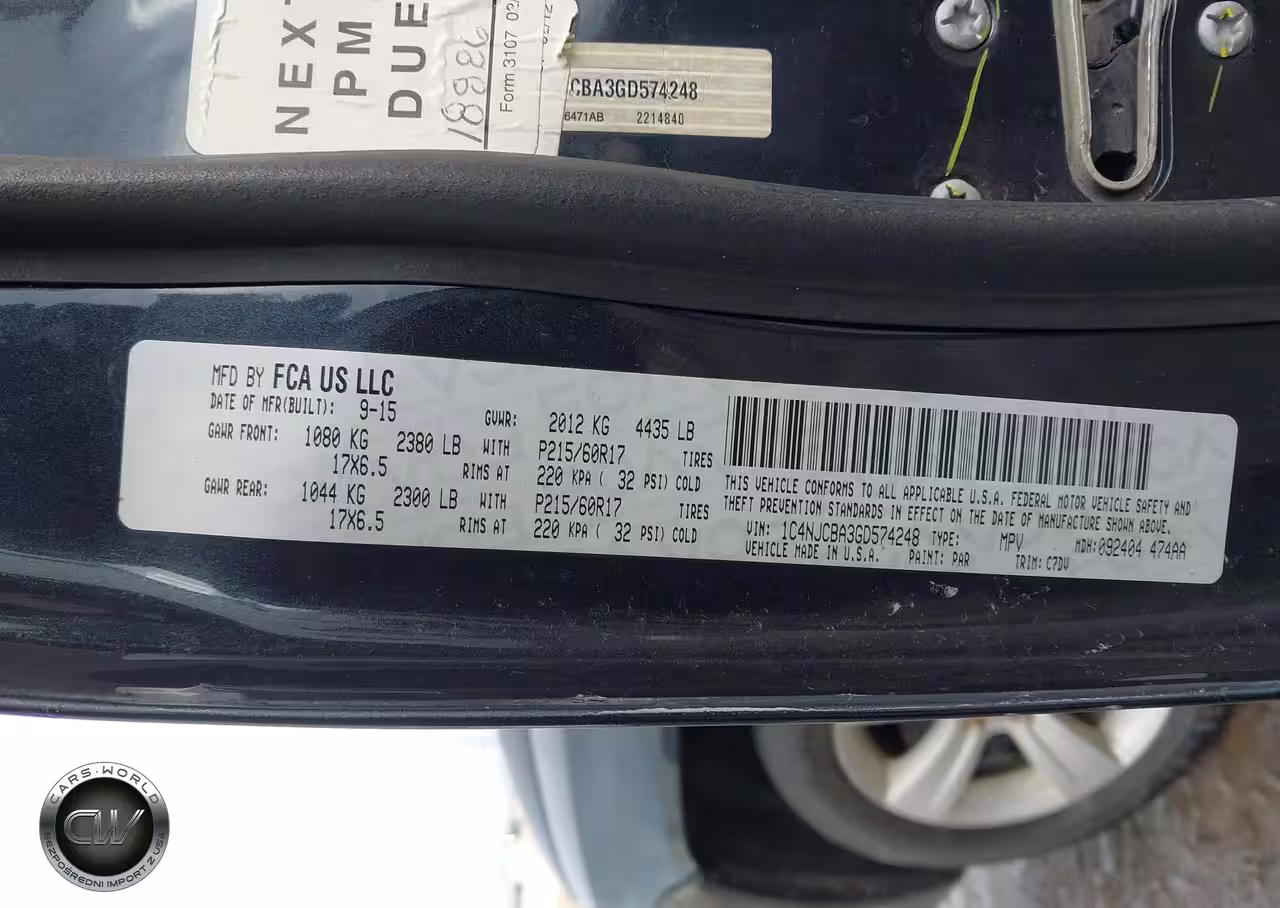 NEXT
PM
DUE
18886
Form 3107 02/
CBA3GD574248
6471AB 2214840
MFD BY FCA US LLC
DATE OF MFR(BUILT): 9-15 GVWR: 2012 KG 4435 LB
GAWR FRONT: 1080 KG 2380 LB WITH P215/60R17 TIRES
17X6.5 RIMS AT 220 KPA ( 32 PSI) COLD
GAWR REAR: 1044 KG 2300 LB WITH P215/60R17 TIRES
17X6.5 RIMS AT 220 KPA ( 32 PSI) COLD
THIS VEHICLE CONFORMS TO ALL APPLICABLE U.S.A. FEDERAL MOTOR VEHICLE SAFETY AND
THEFT PREVENTION STANDARDS IN EFFECT ON THE DATE OF MANUFACTURE SHOWN ABOVE.
VIN: 1C4NJCBA3GD574248 TYPE: MPV MDH:092404 474AA
VEHICLE MADE IN U.S.A. PAINT: PAR TRIM: C7DV
CARS·WORLD
CW
BEZPOŚREDNI IMPORT Z USA